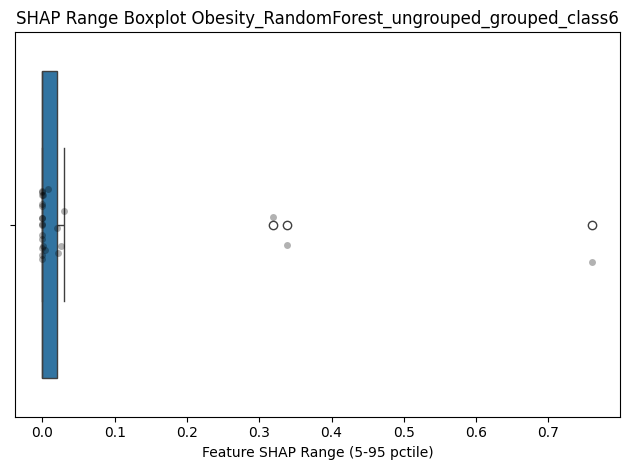 SHAP Range Boxplot Obesity_RandomForest_ungrouped_grouped_class6
0.0 0.1 0.2 0.3 0.4 0.5 0.6 0.7
Feature SHAP Range (5-95 pctile)